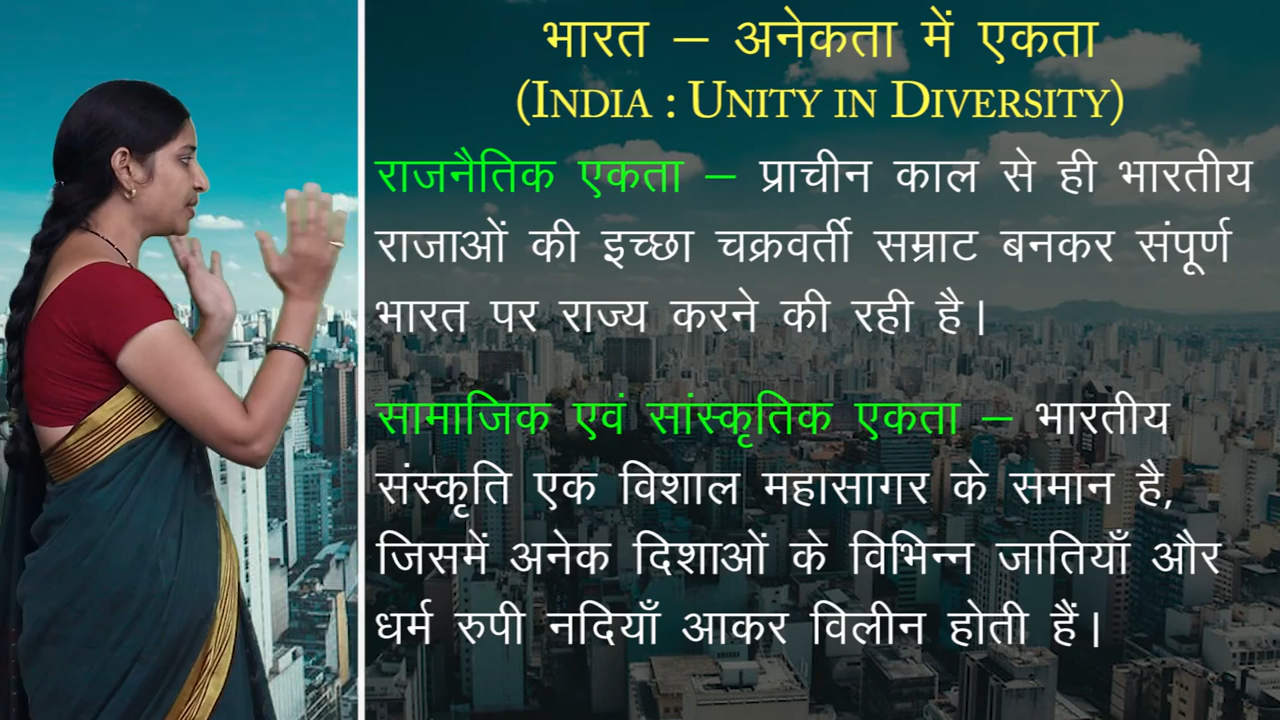 भारत – अनेकता में एकता
(INDIA : UNITY IN DIVERSITY)
राजनैतिक एकता – प्राचीन काल से ही भारतीय
राजाओं की इच्छा चक्रवर्ती सम्राट बनकर संपूर्ण
भारत पर राज्य करने की रही है।
सामाजिक एवं सांस्कृतिक एकता – भारतीय
संस्कृति एक विशाल महासागर के समान है,
जिसमें अनेक दिशाओं के विभिन्न जातियाँ और
धर्म रुपी नदियाँ आकर विलीन होती हैं।